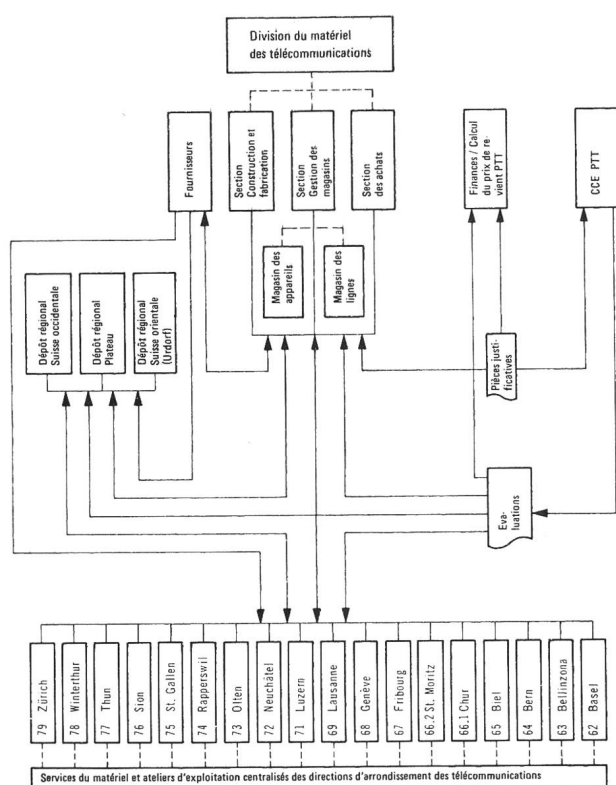 Division du matériel
des télécommunications
Fournisseurs
Section
Construction et
fabrication
Section
Gestion des
magasins
Section
des achats
Finances / Calcul
du prix de re-
vient PTT
CCE PTT
Magasin des
appareils
Magasin des
lignes
Dépôt régional
Suisse occidentale
Dépôt régional
Plateau
Dépôt régional
Suisse orientale
(Urdorf)
Pièces justi-
ficatives
Eva-
luations
79 Zürich
78 Winterthur
77 Thun
76 Sion
75 St. Gallen
74 Rapperswil
73 Olten
72 Neuchâtel
71 Luzern
69 Lausanne
68 Genève
67 Fribourg
66.2 St. Moritz
66.1 Chur
65 Biel
64 Bern
63 Bellinzona
62 Basel
Services du matériel et ateliers d'exploitation centralisés des directions d'arrondissement des télécommunications